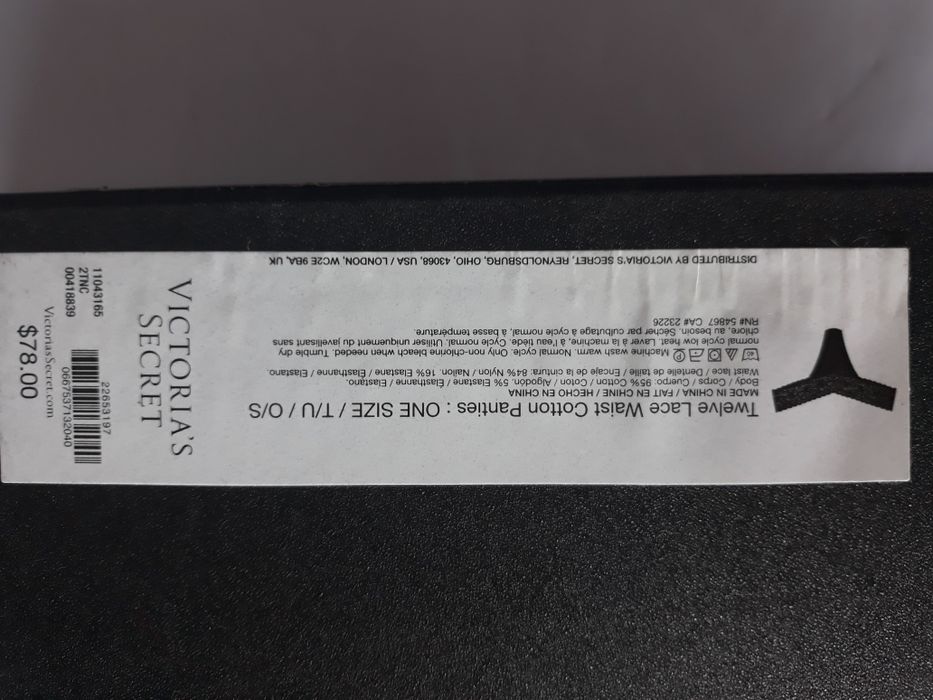 Twelve Lace Waist Cotton Panties : ONE SIZE / T/U / O/S
MADE IN CHINA / FAIT EN CHINE / HECHO EN CHINA
Body / Corps / Cuerpo: 95% Cotton / Coton / Algodon. 5% Elastane / Élasthanne / Elastano.
Waist lace / Dentelle de taille / Encaje de la cintura: 84% Nylon / Nailon. 16% Elastane / Élasthanne / Elastano.
Machine wash warm. Normal cycle. Only non-chlorine bleach when needed. Tumble dry
normal cycle low heat. Laver à la machine, à l'eau tiède. Cycle normal. Utiliser uniquement du javellisant sans
chlore, au besoin. Sécher par culbutage à cycle normal, à basse température.
RN# 54867 CA# 23226
DISTRIBUTED BY VICTORIA'S SECRET, REYNOLDSBURG, OHIO, 43068, USA / LONDON, WC2E 9BA, UK
VICTORIA'S
SECRET
11043165
2TNC
00418839
22653197
0667537132040
VictoriasSecret.com
$78.00